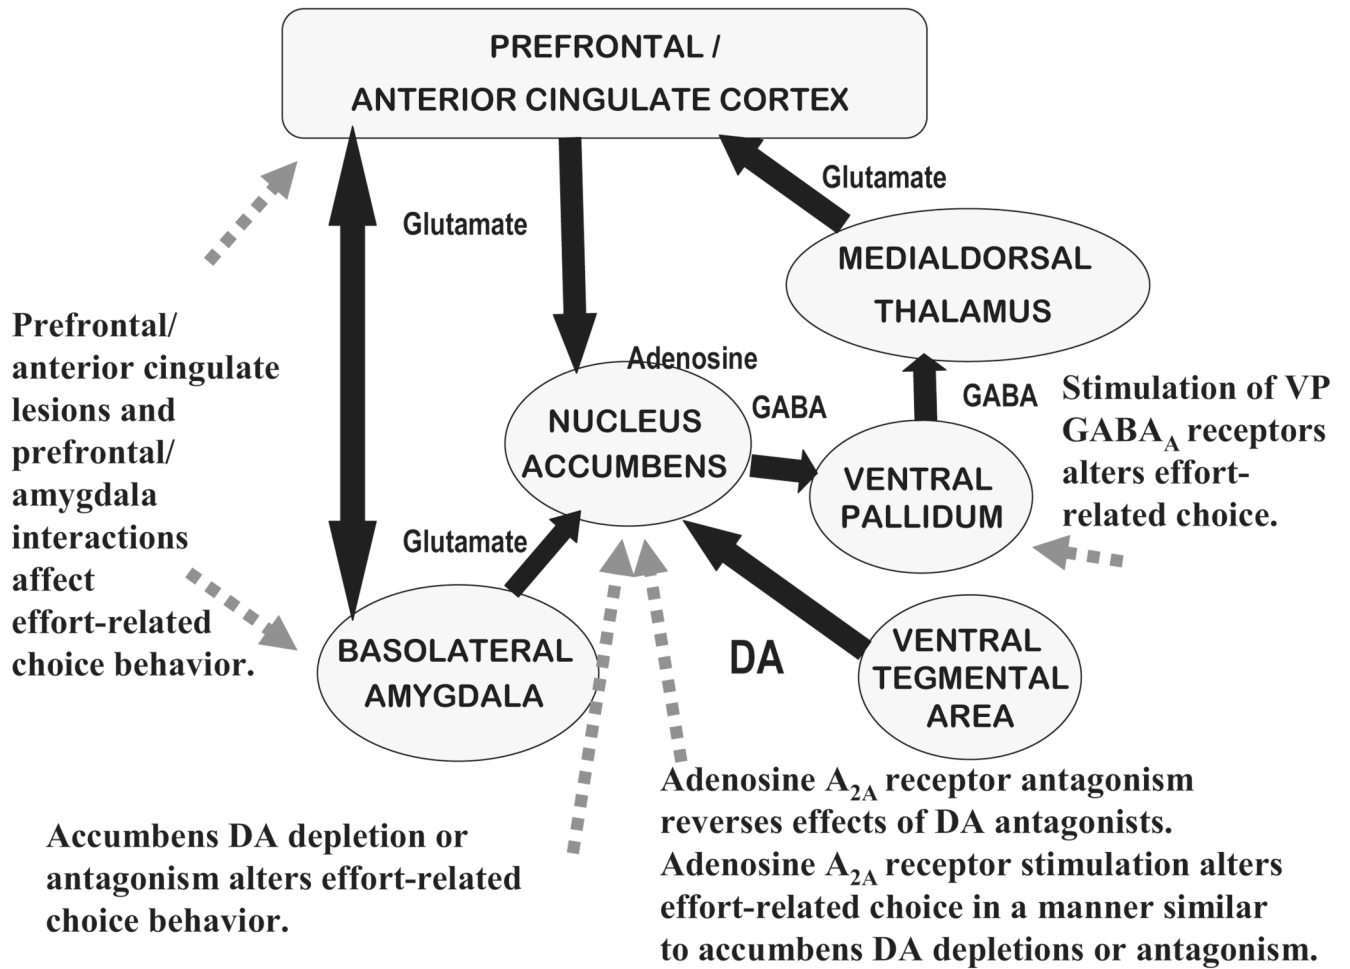 PREFRONTAL /
ANTERIOR CINGULATE CORTEX
Glutamate
Glutamate
MEDIALDORSAL
THALAMUS
Prefrontal/
anterior cingulate
lesions and
prefrontal/
amygdala
interactions
affect
effort-related
choice behavior.
Adenosine
NUCLEUS
ACCUMBENS
GABA
GABA
Stimulation of VP
GABAA receptors
alters effort-
related choice.
VENTRAL
PALLIDUM
Glutamate
BASOLATERAL
AMYGDALA
DA
VENTRAL
TEGMENTAL
AREA
Accumbens DA depletion or
antagonism alters effort-related
choice behavior.
Adenosine A2A receptor antagonism
reverses effects of DA antagonists.
Adenosine A2A receptor stimulation alters
effort-related choice in a manner similar
to accumbens DA depletions or antagonism.